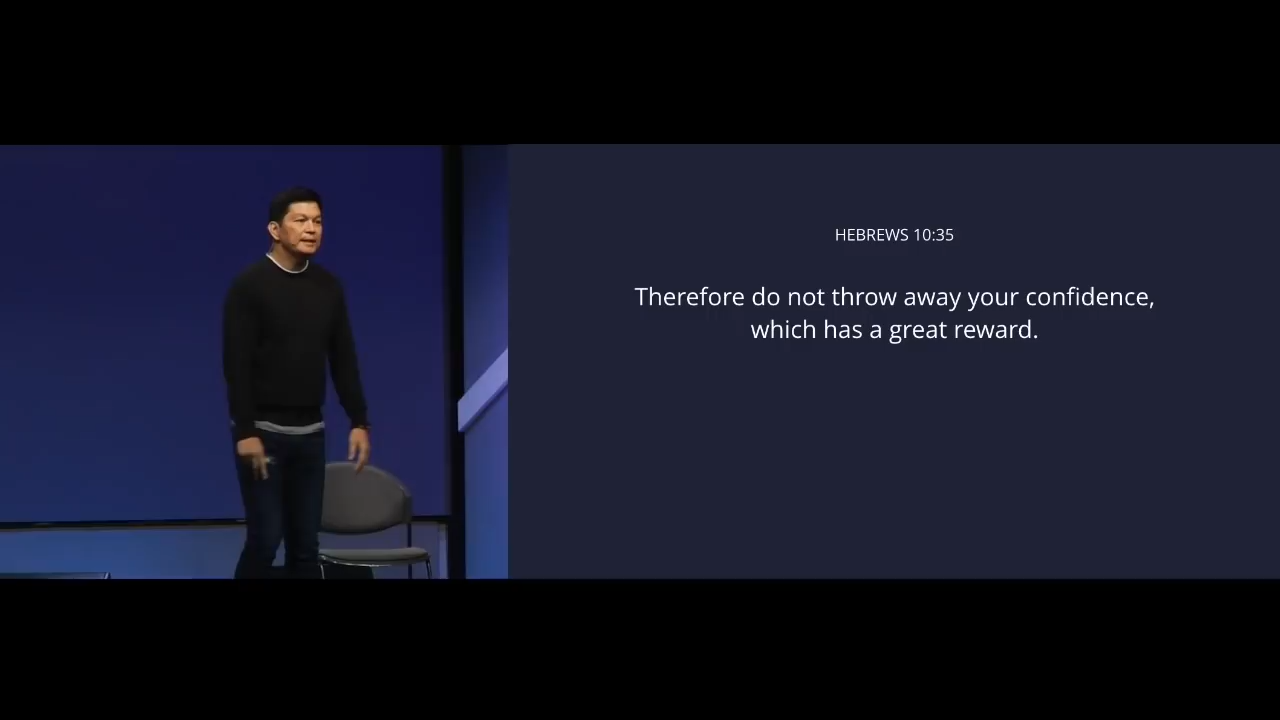 HEBREWS 10:35
Therefore do not throw away your confidence,
which has a great reward.